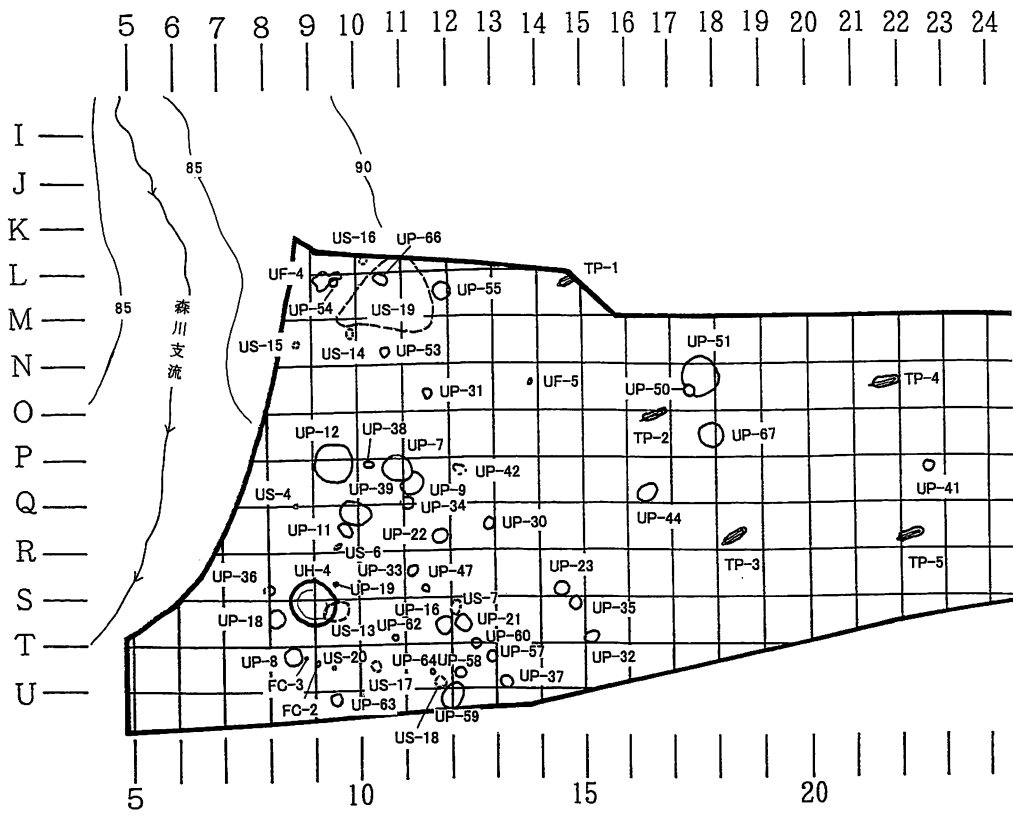 5 6 7 8 9 10 11 12 13 14 15 16 17 18 19 20 21 22 23 24
I
J
K
L
M
N
O
P
Q
R
S
T
U
85
90
85
森川支流
US-16
UP-66
UF-4
TP-1
UP-54
US-19
UP-55
US-15
US-14
UP-53
UP-51
UP-31
UF-5
UP-50
TP-4
TP-2
UP-12
UP-38
UP-7
UP-67
UP-39
UP-42
UP-9
UP-41
US-4
UP-34
UP-44
UP-11
UP-22
UP-30
US-6
TP-3
TP-5
UH-4
UP-33
UP-47
UP-23
UP-36
UP-19
US-7
UP-16
UP-35
UP-18
US-13
UP-62
UP-21
UP-60
UP-57
UP-32
UP-8
US-20
UP-64
UP-58
FC-3
US-17
UP-37
FC-2
UP-63
UP-59
US-18
5 10 15 20